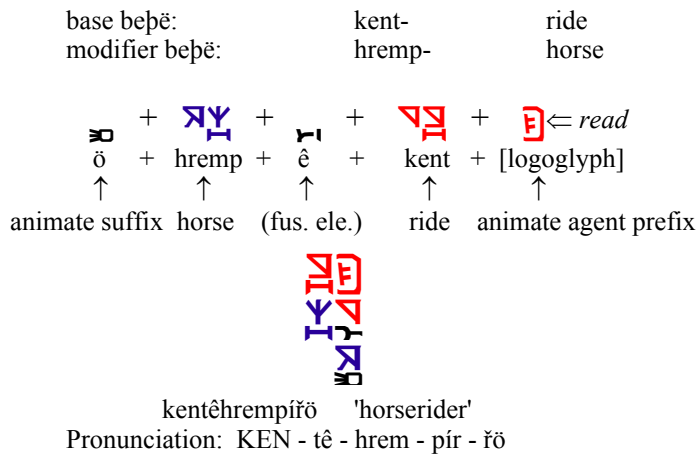 base beþë: kent- ride
modifier beþë: hremp- horse
+ + + + ⇐ read
ö + hremp + ê + kent + [logoglyph]
↑ ↑ ↑ ↑ ↑
animate suffix horse (fus. ele.) ride animate agent prefix
kentêhrempířö 'horserider'
Pronunciation: KEN - tê - hrem - pír - řö